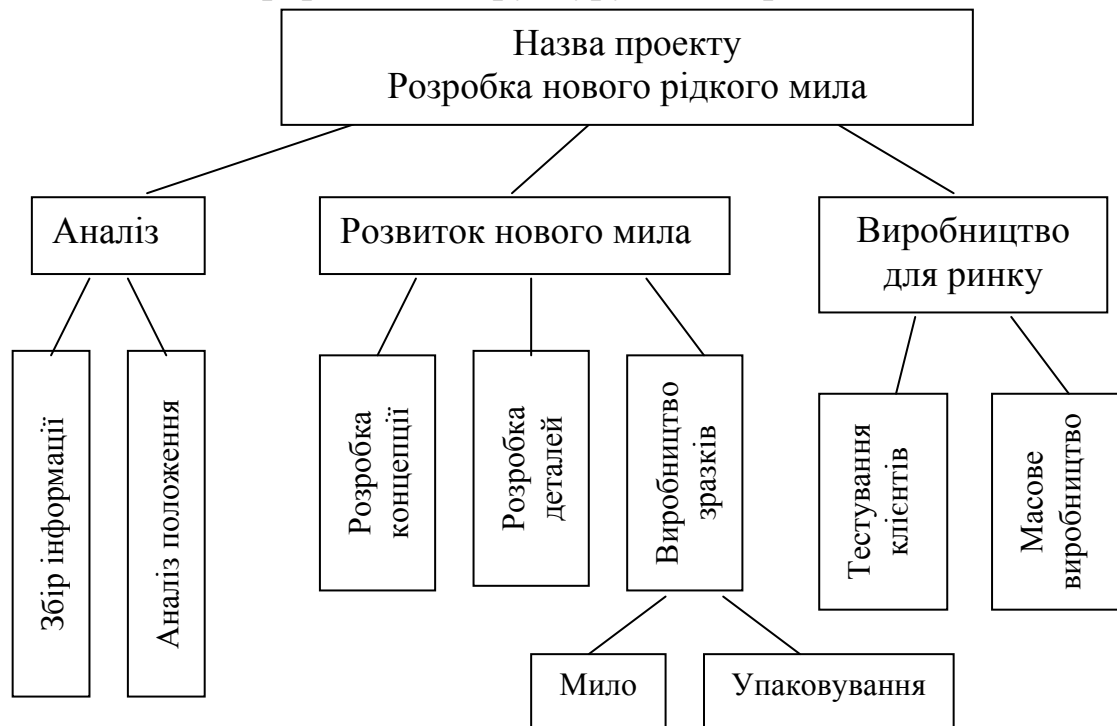 Назва проекту
Розробка нового рідкого мила
Аналіз
Розвиток нового мила
Виробництво
для ринку
Збір інформації
Аналіз положення
Розробка
концепції
Розробка
деталей
Виробництво
зразків
Тестування
клієнтів
Масове
виробництво
Мило
Упаковування